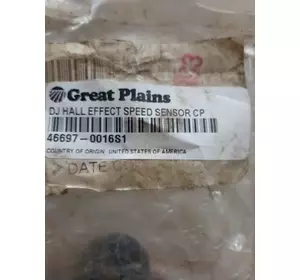 Great Plains
DJ HALL EFFECT SPEED SENSOR CP
46697-0016S1
COUNTRY OF ORIGIN: UNITED STATES OF AMERICA
DATE